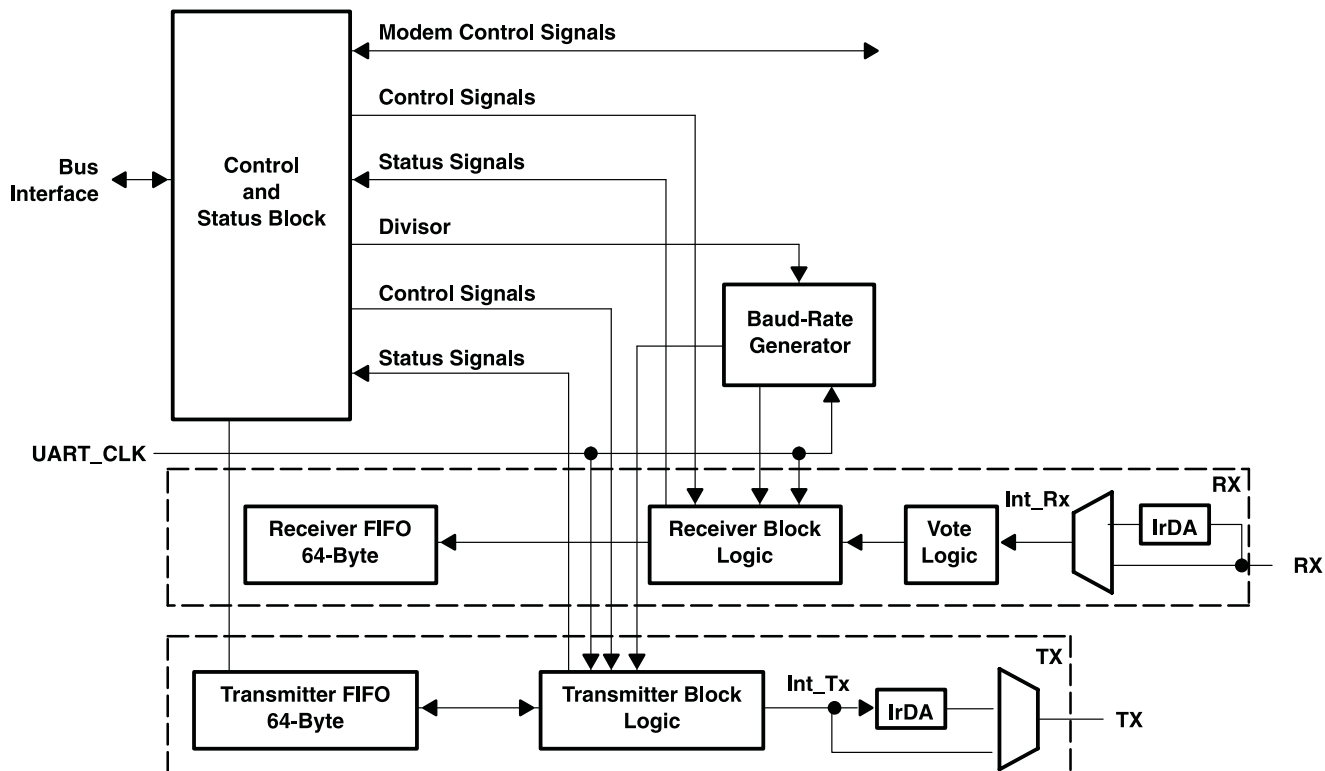 Modem Control Signals
Control Signals
Bus
Interface
Control
and
Status Block
Status Signals
Divisor
Control Signals
Baud-Rate
Generator
Status Signals
UART_CLK
RX
Receiver FIFO
64-Byte
Receiver Block
Logic
Vote
Logic
Int_Rx
IrDA
RX
TX
Transmitter FIFO
64-Byte
Transmitter Block
Logic
Int_Tx
IrDA
TX